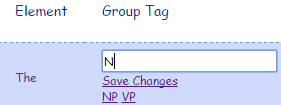 Element Group Tag
The N
Save Changes
NP VP